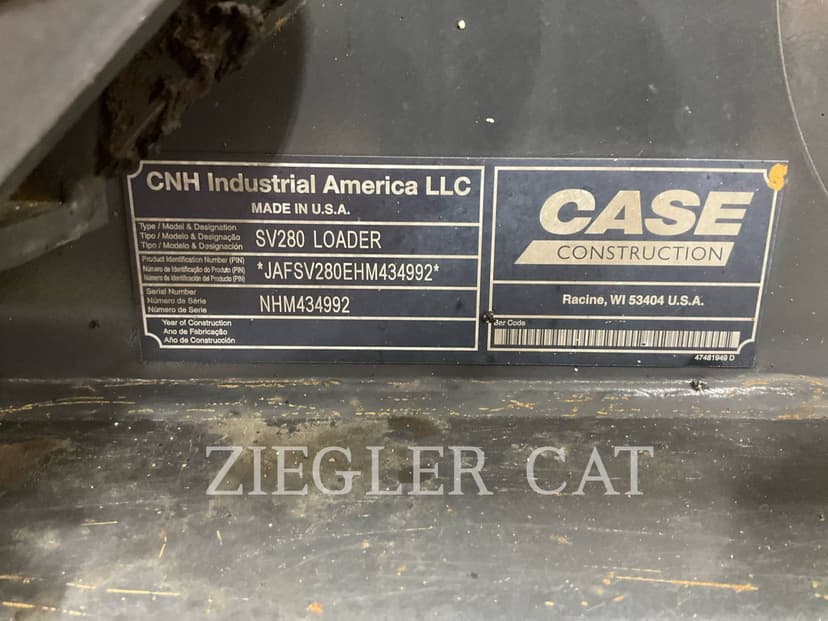 CNH Industrial America LLC
MADE IN U.S.A.
Type / Model & Designation
Tipo / Modelo & Designação
Tipo / Modelo & Designación
SV280 LOADER
Product Identification Number (PIN)
Número de Identificação do Produto (PIN)
Número de Identificación del Producto (PIN)
*JAFSV280EHM434992*
Serial Number
Número de Série
Número de Serie
NHM434992
Year of Construction
Ano de Fabricação
Año de Construcción
CASE
CONSTRUCTION
Racine, WI 53404 U.S.A.
Bar Code
47481949 D
ZIEGLER CAT